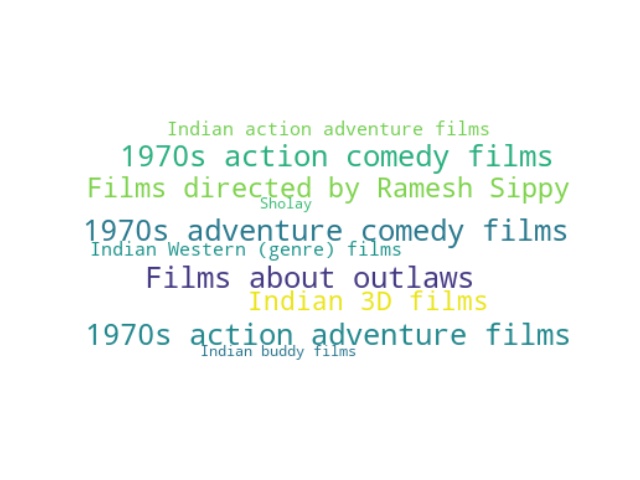 Indian action adventure films
1970s action comedy films
Films directed by Ramesh Sippy
Sholay
1970s adventure comedy films
Indian Western (genre) films
Films about outlaws
Indian 3D films
1970s action adventure films
Indian buddy films